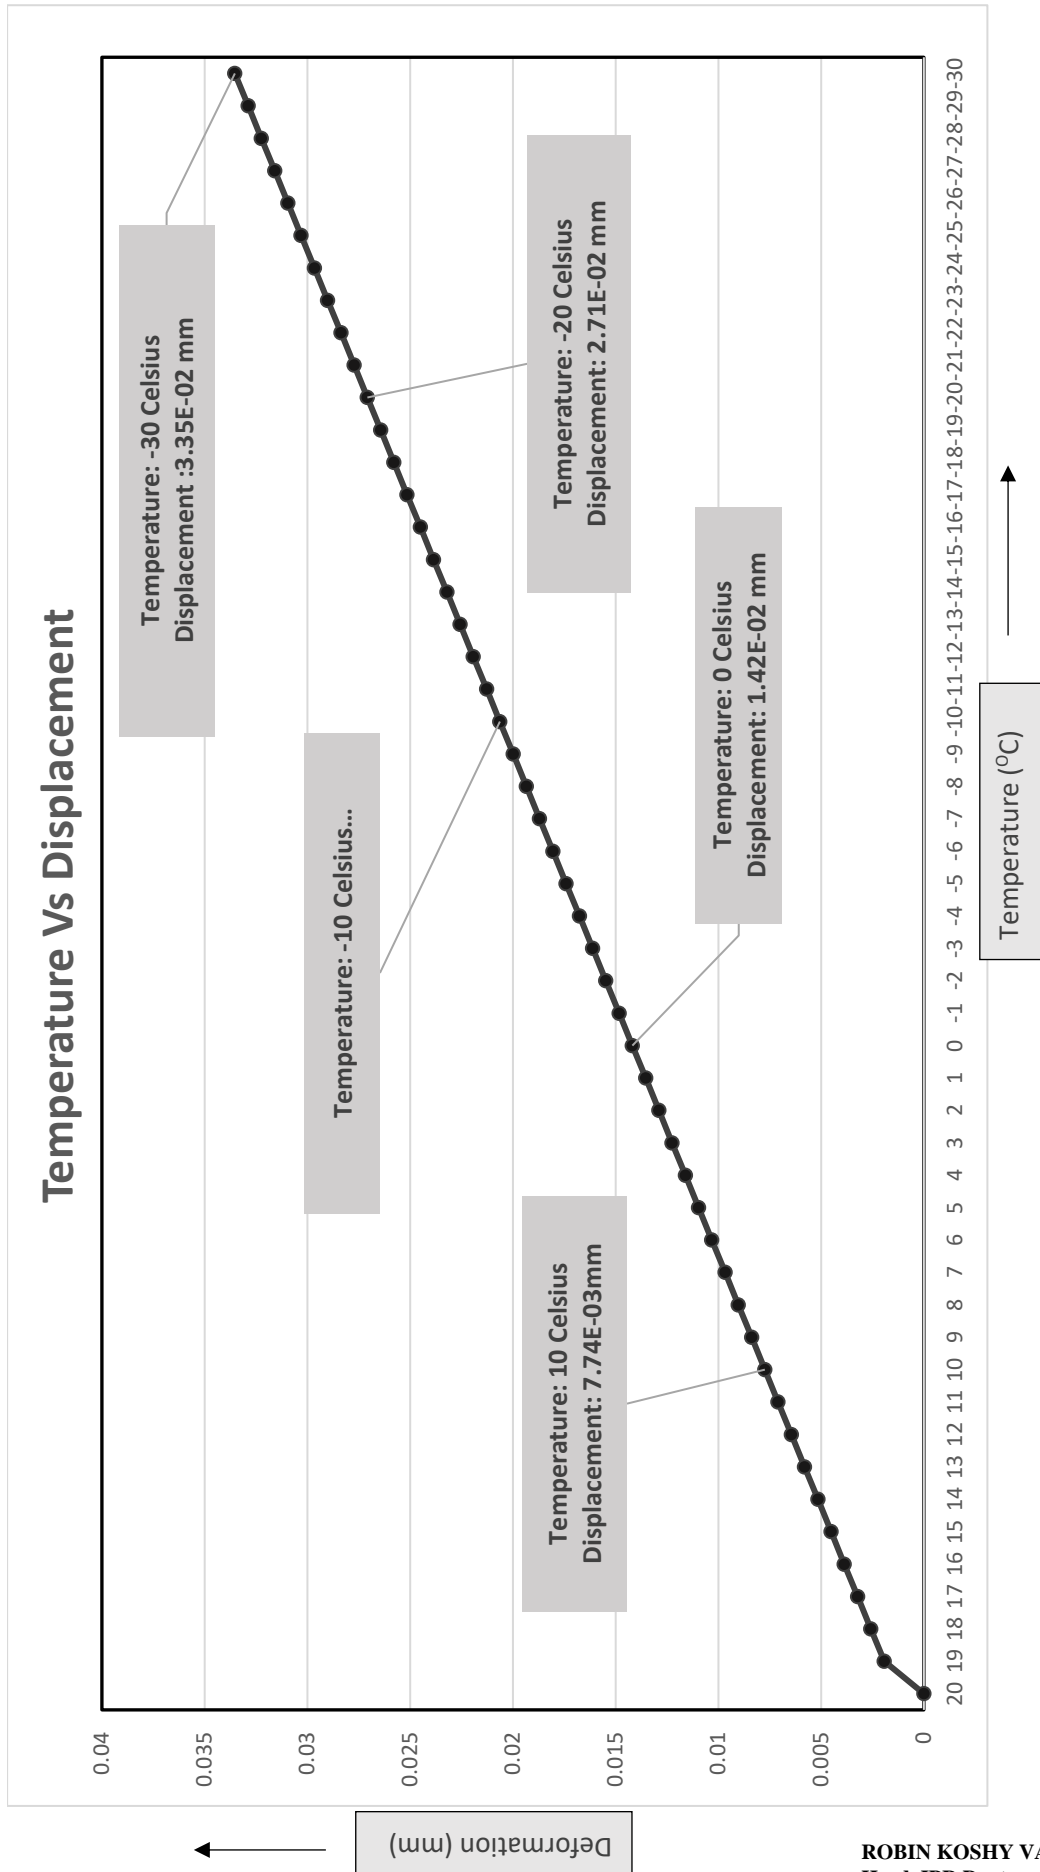 Temperature Vs Displacement
Temperature: -30 Celsius
Displacement :3.35E-02 mm
Temperature: -20 Celsius
Displacement: 2.71E-02 mm
Temperature: -10 Celsius...
Temperature: 0 Celsius
Displacement: 1.42E-02 mm
Temperature: 10 Celsius
Displacement: 7.74E-03mm
0.04
0.035
0.03
0.025
0.02
0.015
0.01
0.005
0
20 19 18 17 16 15 14 13 12 11 10 9 8 7 6 5 4 3 2 1 0 -1 -2 -3 -4 -5 -6 -7 -8 -9 -10 -11 -12 -13 -14 -15 -16 -17 -18 -19 -20 -21 -22 -23 -24 -25 -26 -27 -28 -29 -30
Deformation (mm)
Temperature (°C)
ROBIN KOSHY